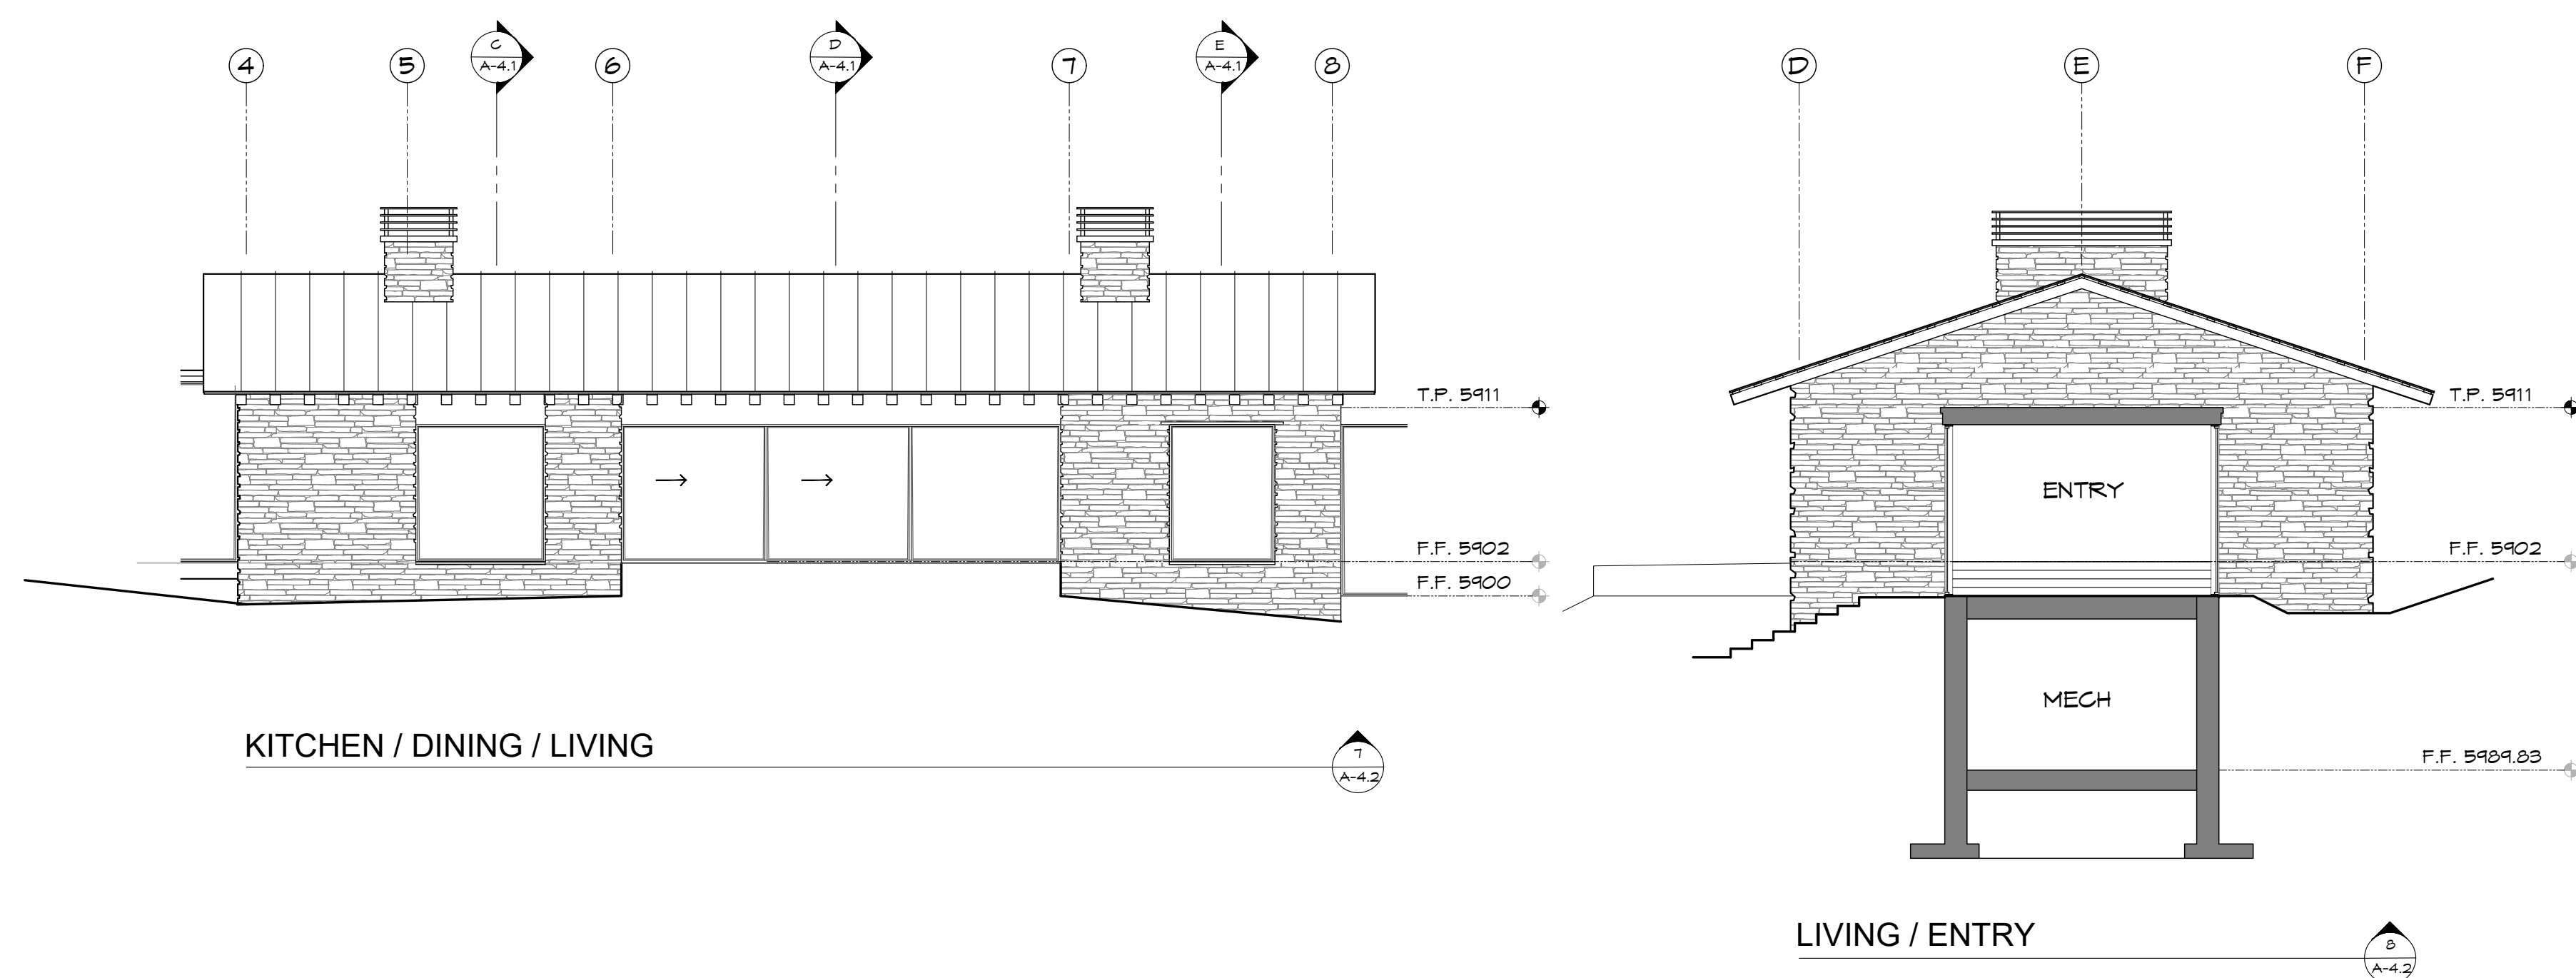 4
5
C
A-4.1
6
D
A-4.1
7
E
A-4.1
8
T.P. 5911
F.F. 5902
F.F. 5900
KITCHEN / DINING / LIVING
7
A-4.2
D
E
F
T.P. 5911
ENTRY
F.F. 5902
MECH
F.F. 5989.83
LIVING / ENTRY
8
A-4.2